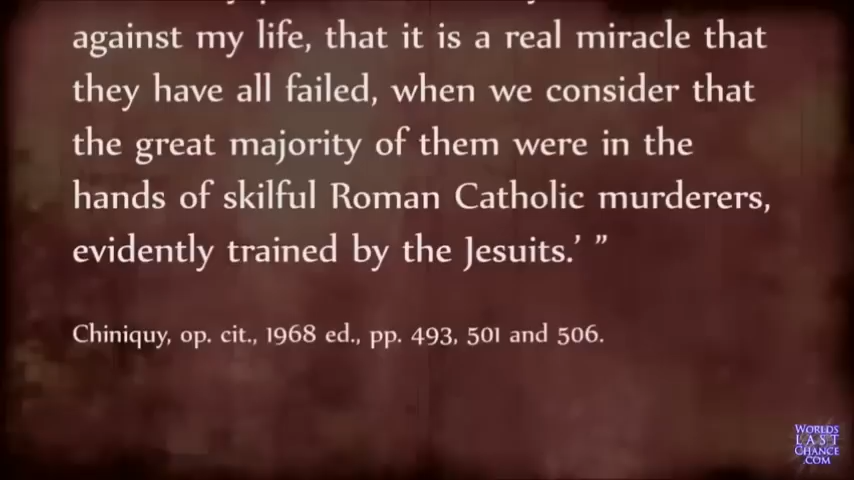 against my life, that it is a real miracle that
they have all failed, when we consider that
the great majority of them were in the
hands of skilful Roman Catholic murderers,
evidently trained by the Jesuits.' ”
Chiniquy, op. cit., 1968 ed., pp. 493, 501 and 506.
WORLDS
LAST
CHANCE
.COM